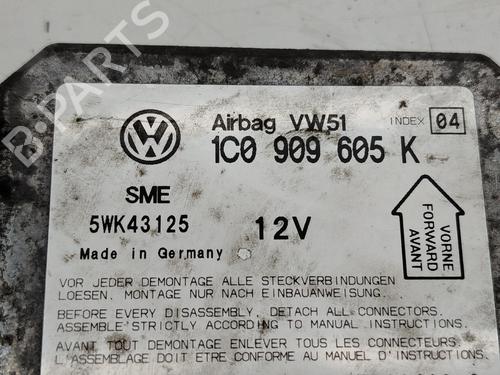 B-Parts
Airbag VW51 INDEX 04
1C0 909 605 K
SME
5WK43125 12V
Made in Germany
VORNE
FORWARD
AVANT
VOR JEDER DEMONTAGE ALLE STECKVERBINDUNGEN
LOESEN. MONTAGE NUR NACH EINBAUANWEISUNG.
BEFORE EVERY DISASSEMBLY, DETACH ALL CONNECTORS.
ASSEMBLE STRICTLY ACCORDING TO MANUAL INSTRUCTIONS.
AVANT TOUT DEMONTAGE ENLEVER TOUS LES CONNECTEURS.
L'ASSEMBLAGE DOIT ETRE CONFORME AU MANUEL D'INSTRUCTIONS.